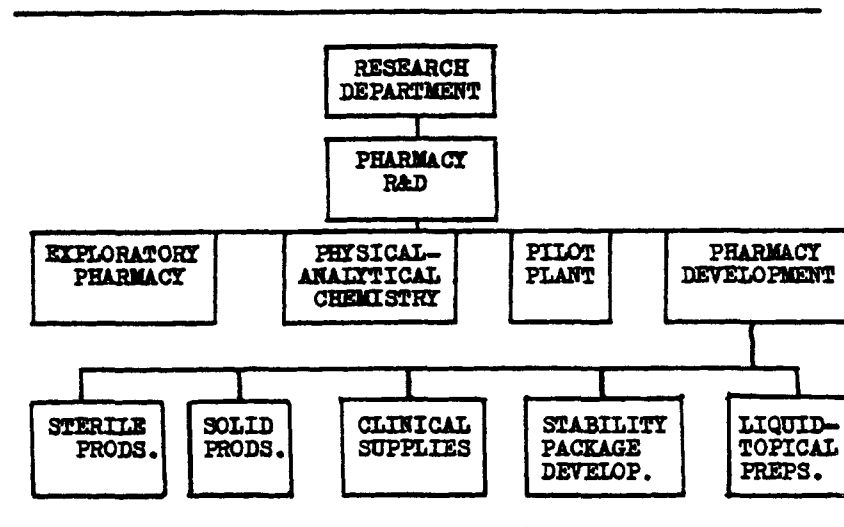 RESEARCH
DEPARTMENT
PHARMACY
R&D
EXPLORATORY
PHARMACY
PHYSICAL-
ANALYTICAL
CHEMISTRY
PILOT
PLANT
PHARMACY
DEVELOPMENT
STERILE
PRODS.
SOLID
PRODS.
CLINICAL
SUPPLIES
STABILITY
PACKAGE
DEVELOP.
LIQUID-
TOPICAL
PREPS.